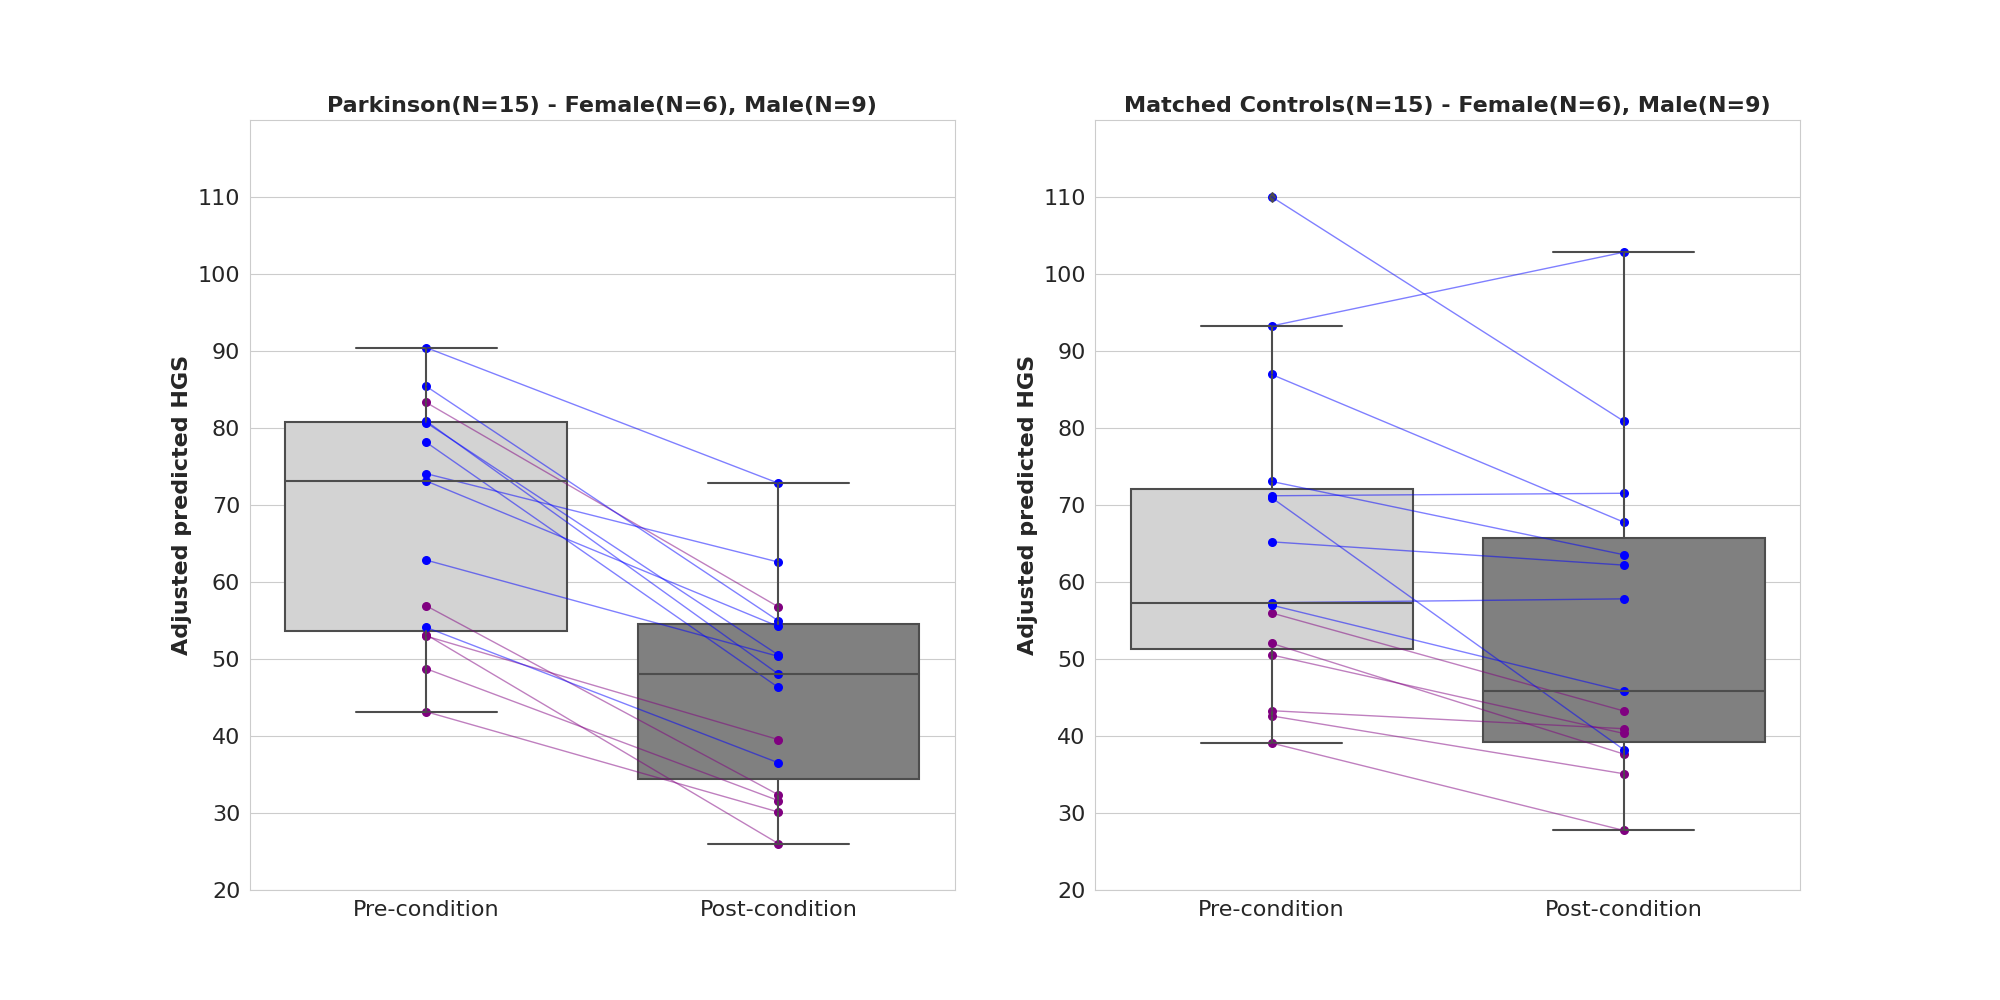 Parkinson(N=15) - Female(N=6), Male(N=9)
Adjusted predicted HGS
110
100
90
80
70
60
50
40
30
20
Pre-condition
Post-condition
Matched Controls(N=15) - Female(N=6), Male(N=9)
Adjusted predicted HGS
110
100
90
80
70
60
50
40
30
20
Pre-condition
Post-condition